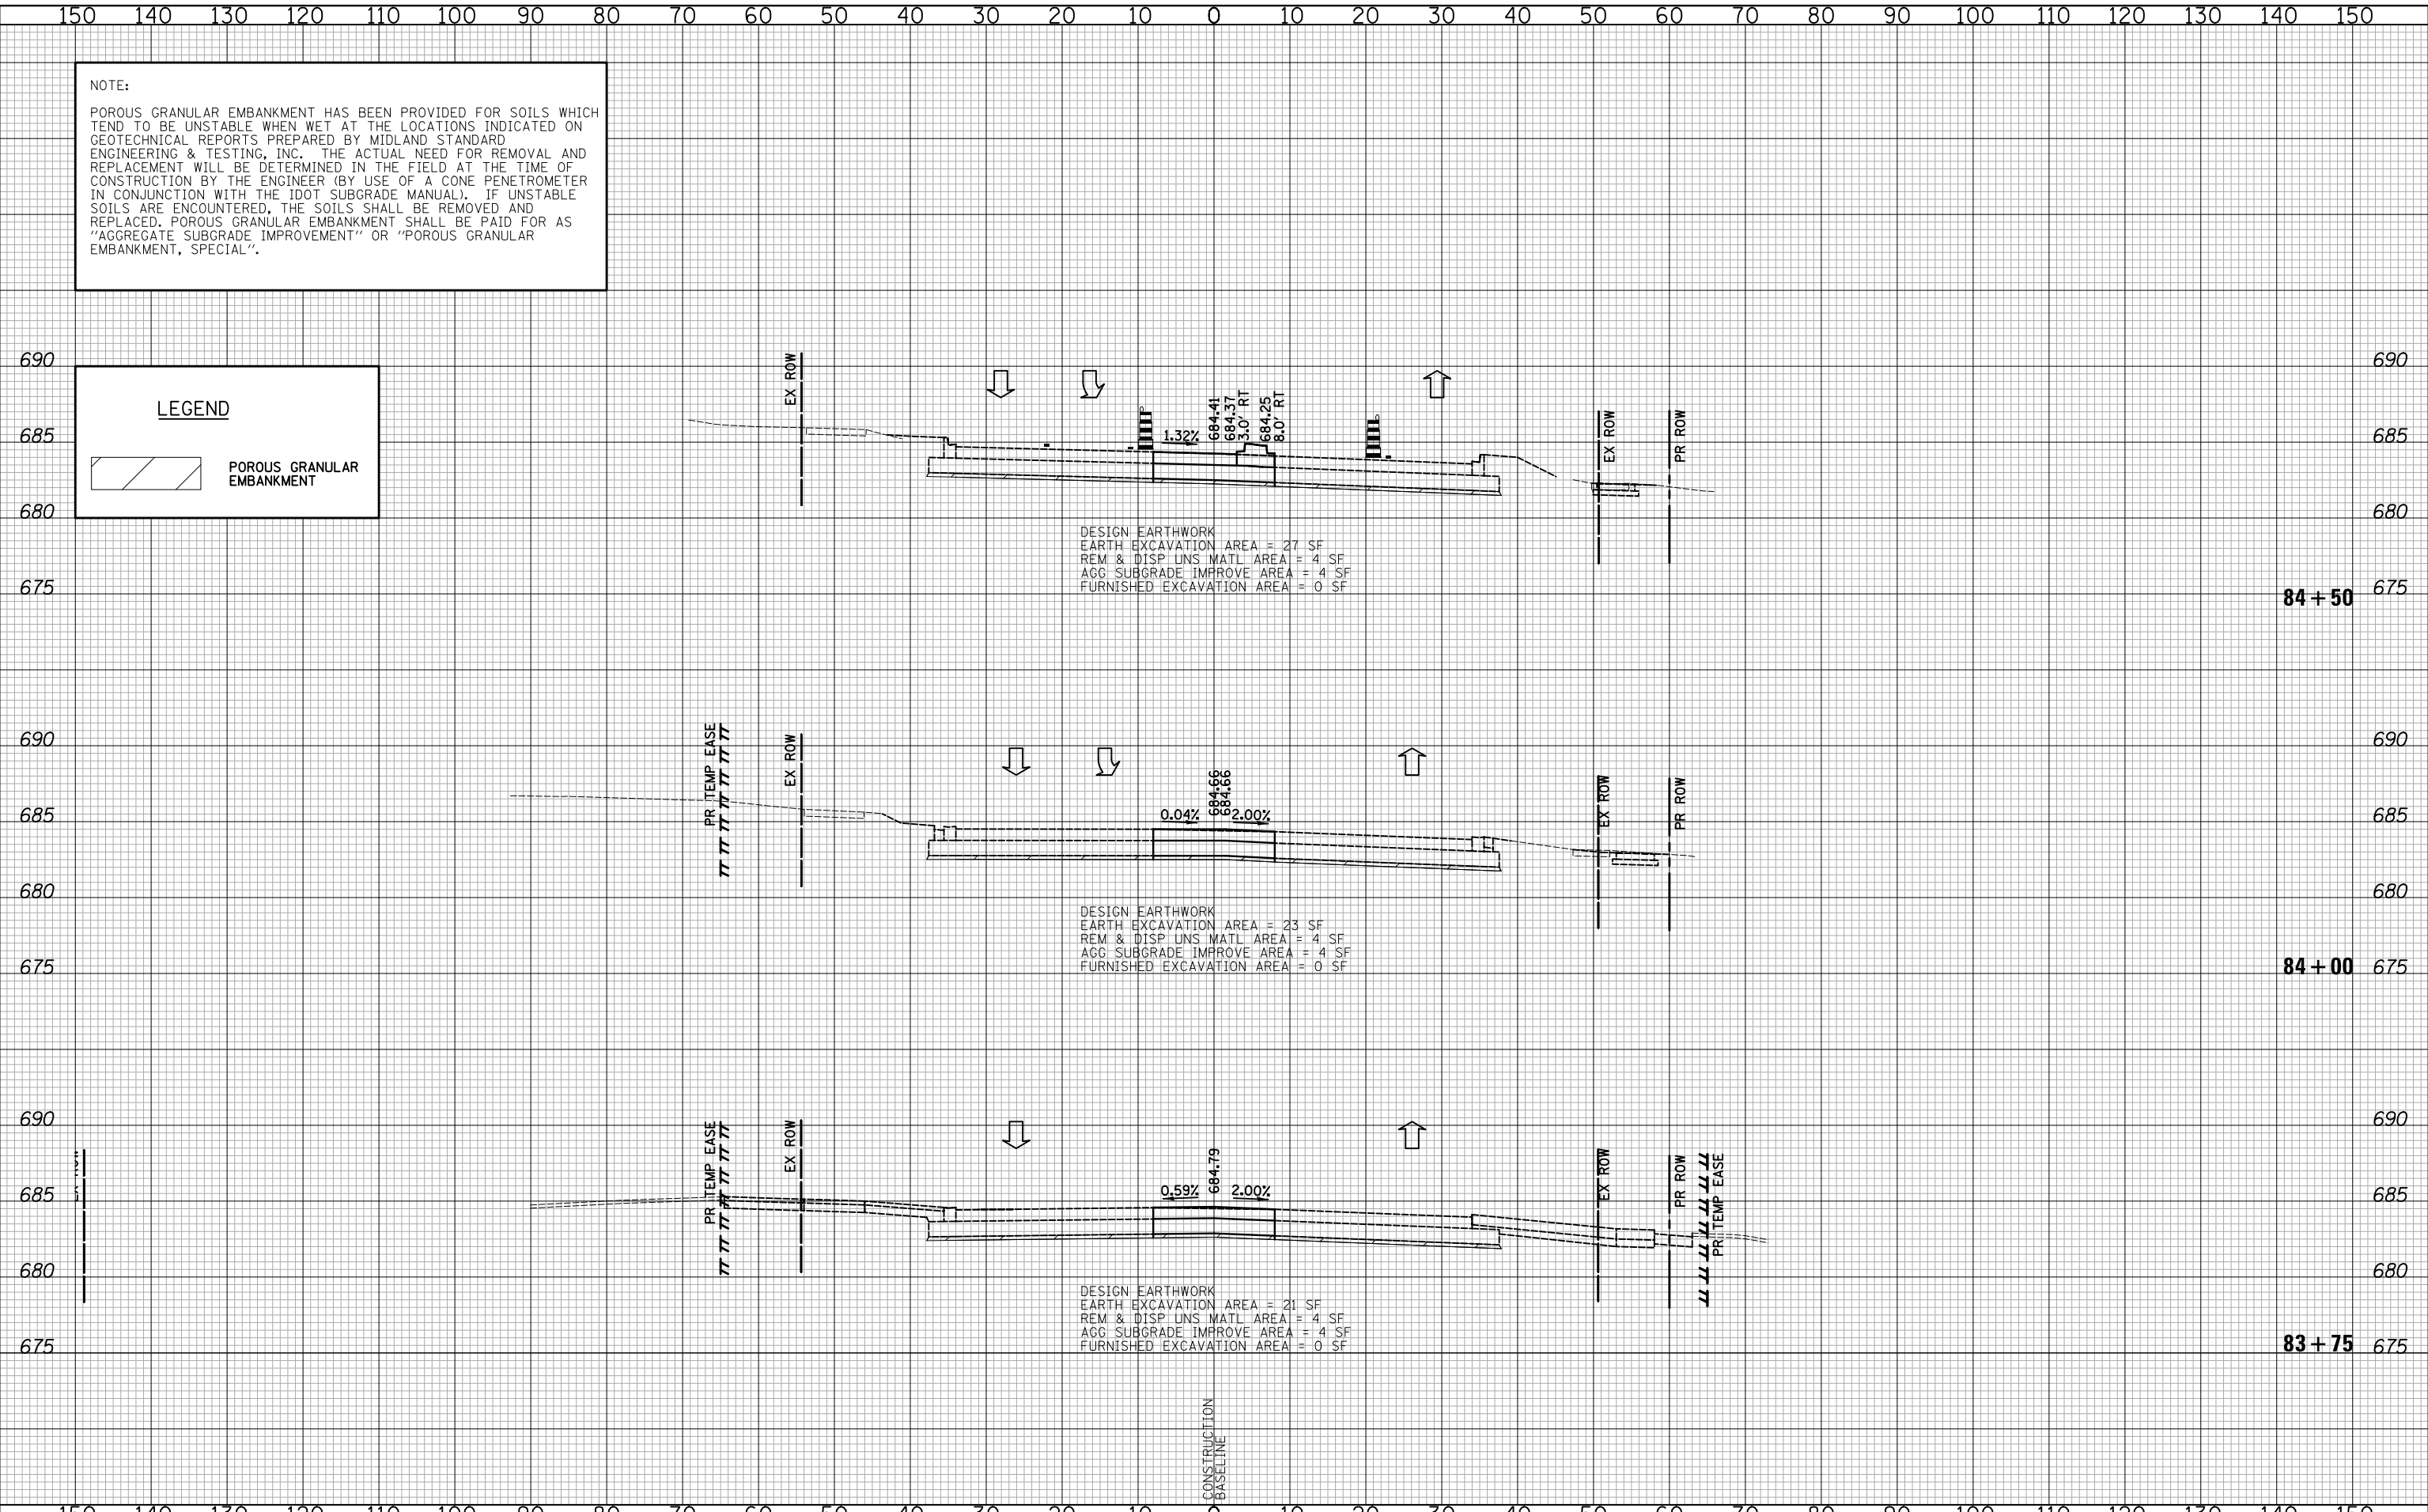 150 140 130 120 110 100 90 80 70 60 50 40 30 20 10 0 10 20 30 40 50 60 70 80 90 100 110 120 130 140 150
NOTE:
POROUS GRANULAR EMBANKMENT HAS BEEN PROVIDED FOR SOILS WHICH
TEND TO BE UNSTABLE WHEN WET AT THE LOCATIONS INDICATED ON
GEOTECHNICAL REPORTS PREPARED BY MIDLAND STANDARD
ENGINEERING & TESTING, INC. THE ACTUAL NEED FOR REMOVAL AND
REPLACEMENT WILL BE DETERMINED IN THE FIELD AT THE TIME OF
CONSTRUCTION BY THE ENGINEER (BY USE OF A CONE PENETROMETER
IN CONJUNCTION WITH THE IDOT SUBGRADE MANUAL). IF UNSTABLE
SOILS ARE ENCOUNTERED, THE SOILS SHALL BE REMOVED AND
REPLACED. POROUS GRANULAR EMBANKMENT SHALL BE PAID FOR AS
"AGGREGATE SUBGRADE IMPROVEMENT" OR "POROUS GRANULAR
EMBANKMENT, SPECIAL".
LEGEND
POROUS GRANULAR
EMBANKMENT
690
685
680
675
EX ROW
1.32%
684.41
684.37
3.0' RT
684.25
8.0' RT
EX ROW
PR ROW
690
685
680
675
DESIGN EARTHWORK
EARTH EXCAVATION AREA = 27 SF
REM & DISP UNS MATL AREA = 4 SF
AGG SUBGRADE IMPROVE AREA = 4 SF
FURNISHED EXCAVATION AREA = 0 SF
84+50
690
685
680
675
PR TEMP EASE
EX ROW
0.04%
684.66
684.66
2.00%
EX ROW
PR ROW
690
685
680
675
DESIGN EARTHWORK
EARTH EXCAVATION AREA = 23 SF
REM & DISP UNS MATL AREA = 4 SF
AGG SUBGRADE IMPROVE AREA = 4 SF
FURNISHED EXCAVATION AREA = 0 SF
84+00
690
685
680
675
PR TEMP EASE
EX ROW
0.59%
684.79
2.00%
EX ROW
PR ROW
PR TEMP EASE
690
685
680
675
DESIGN EARTHWORK
EARTH EXCAVATION AREA = 21 SF
REM & DISP UNS MATL AREA = 4 SF
AGG SUBGRADE IMPROVE AREA = 4 SF
FURNISHED EXCAVATION AREA = 0 SF
83+75
CONSTRUCTION
BASELINE
150 140 130 120 110 100 90 80 70 60 50 40 30 20 10 0 10 20 30 40 50 60 70 80 90 100 110 120 130 140 150